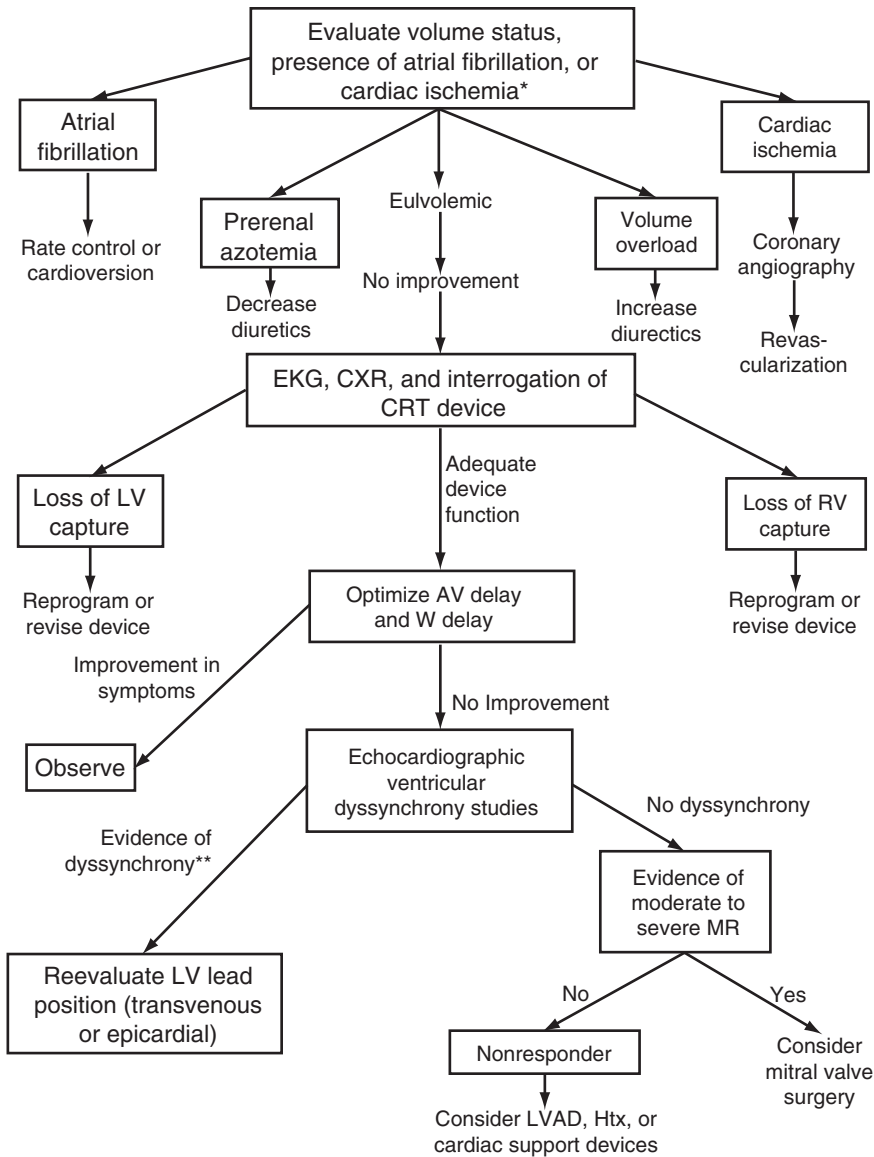 Evaluate volume status,
presence of atrial fibrillation, or
cardiac ischemia*
Atrial
fibrillation
Cardiac
ischemia
Prerenal
azotemia
Eulvolemic
Volume
overload
Rate control or
cardioversion
Coronary
angiography
No improvement
Decrease
diuretics
Increase
diurectics
Revas-
cularization
EKG, CXR, and interrogation of
CRT device
Loss of LV
capture
Adequate
device
function
Loss of RV
capture
Reprogram or
revise device
Optimize AV delay
and W delay
Reprogram or
revise device
Improvement in
symptoms
No Improvement
Observe
Echocardiographic
ventricular
dyssynchrony studies
Evidence of
dyssynchrony**
No dyssynchrony
Evidence of
moderate to
severe MR
Reevaluate LV lead
position (transvenous
or epicardial)
No
Yes
Nonresponder
Consider
mitral valve
surgery
Consider LVAD, Htx, or
cardiac support devices